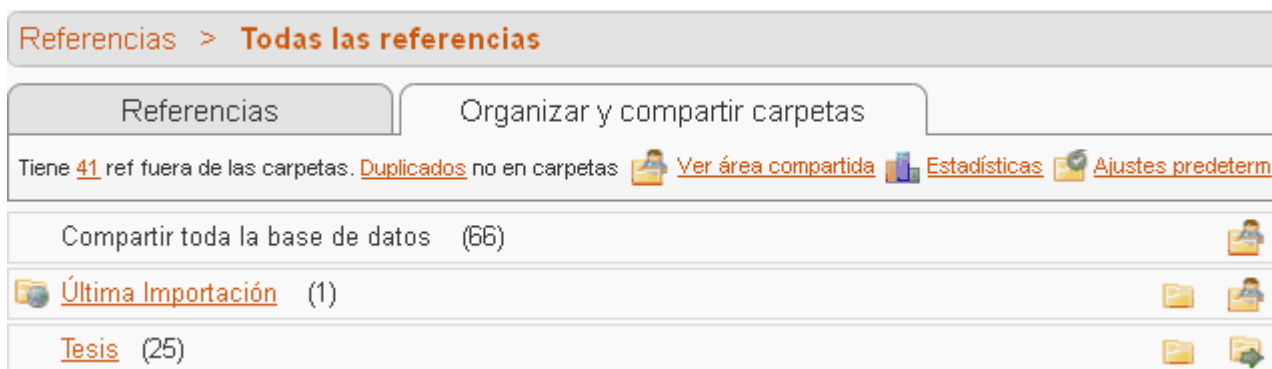 Referencias > Todas las referencias
Referencias Organizar y compartir carpetas
Tiene 41 ref fuera de las carpetas. Duplicados no en carpetas Ver área compartida Estadísticas Ajustes predeterm
Compartir toda la base de datos (66)
Última Importación (1)
Tesis (25)